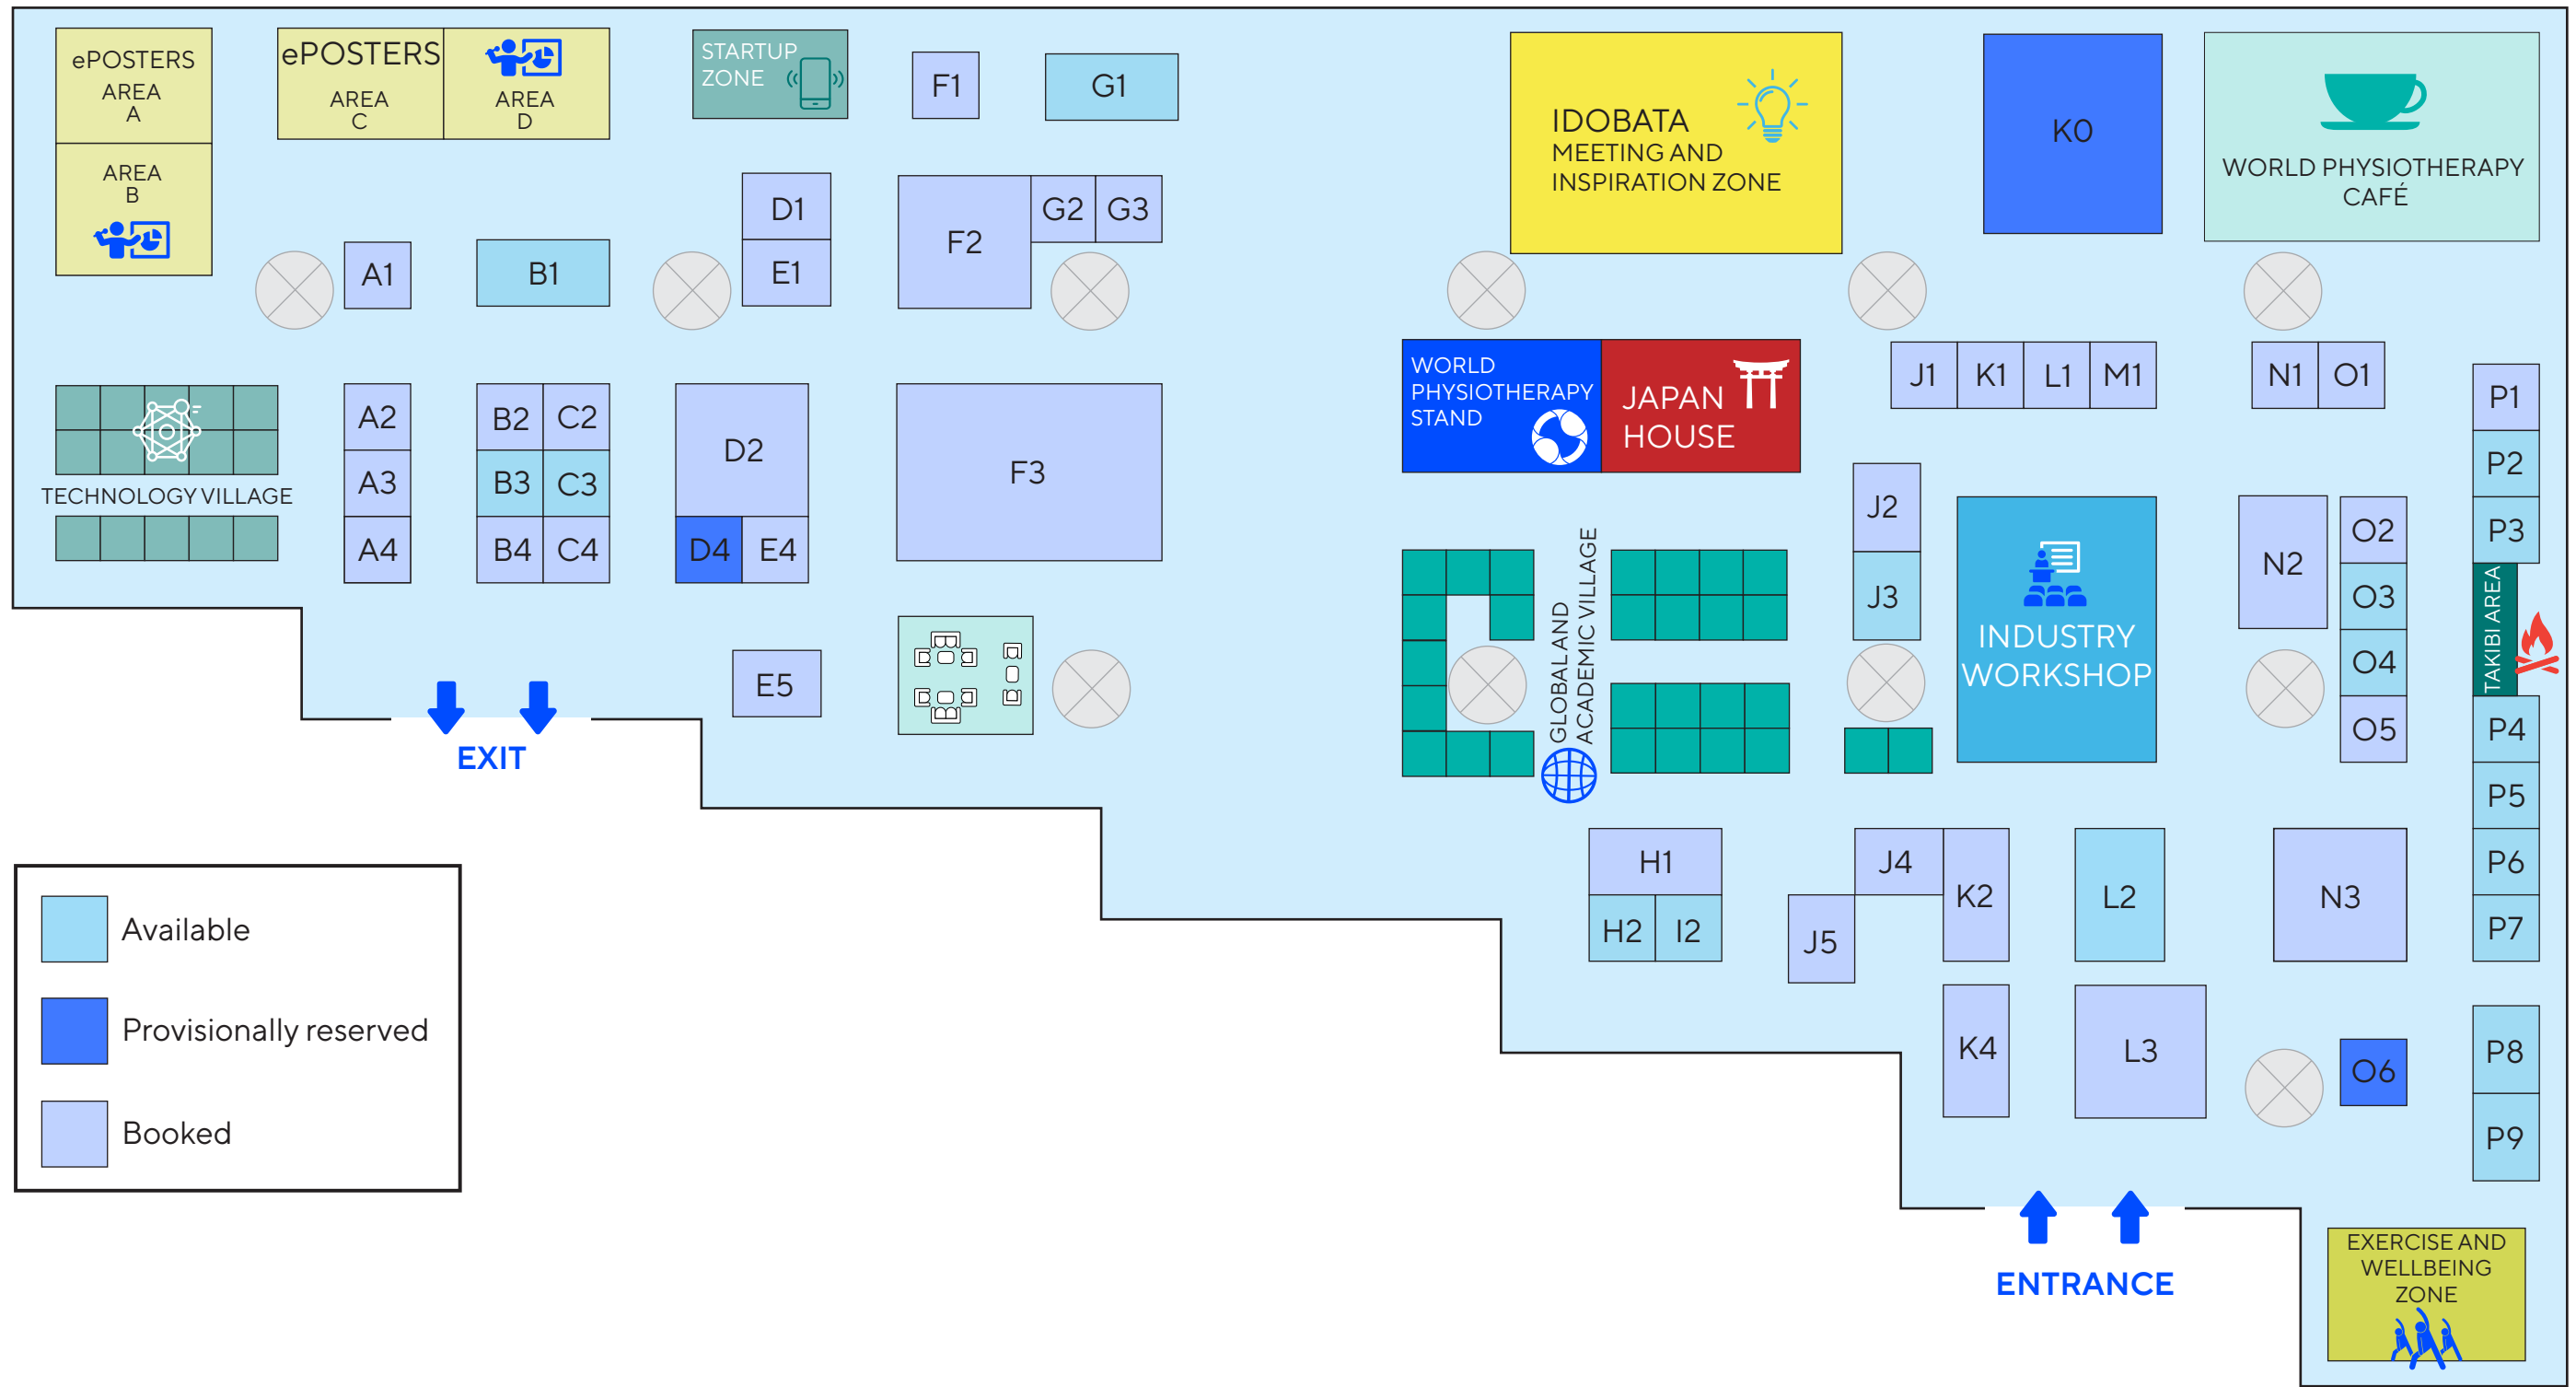 ePOSTERS
AREA
A
AREA
B
ePOSTERS
AREA
C
AREA
D
STARTUP
ZONE
F1
G1
IDOBATA
MEETING AND
INSPIRATION ZONE
K0
WORLD PHYSIOTHERAPY
CAFÉ
D1
E1
F2
G2
G3
A1
B1
WORLD
PHYSIOTHERAPY
STAND
JAPAN
HOUSE
J1
K1
L1
M1
N1
O1
P1
P2
P3
TECHNOLOGY VILLAGE
A2
A3
A4
B2
C2
B3
C3
B4
C4
D2
D4
E4
F3
E5
GLOBAL AND
ACADEMIC VILLAGE
J2
J3
INDUSTRY
WORKSHOP
N2
O2
O3
O4
O5
TAKIBI AREA
P4
P5
P6
P7
EXIT
H1
H2
I2
J4
J5
K2
L2
N3
K4
L3
O6
P8
P9
Available
Provisionally reserved
Booked
ENTRANCE
EXERCISE AND
WELLBEING
ZONE